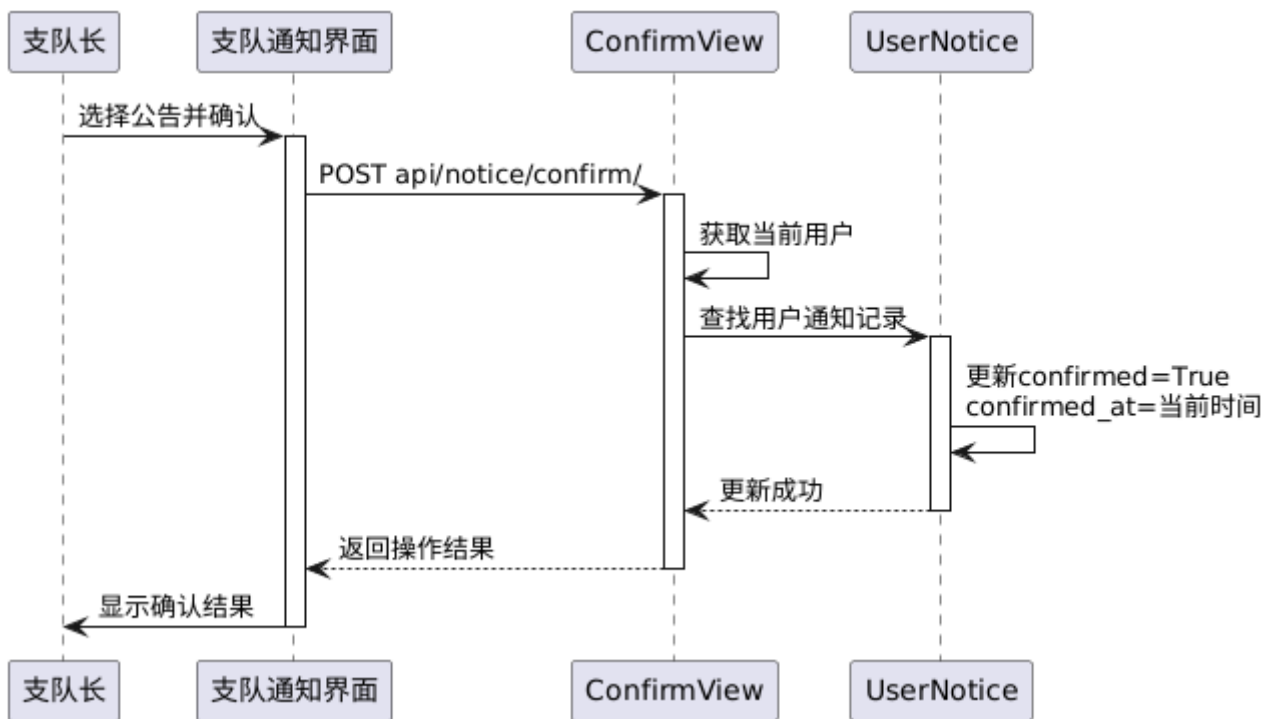 支队长
支队通知界面
ConfirmView
UserNotice
选择公告并确认
POST api/notice/confirm/
获取当前用户
查找用户通知记录
更新confirmed=True
confirmed_at=当前时间
更新成功
返回操作结果
显示确认结果
支队长
支队通知界面
ConfirmView
UserNotice